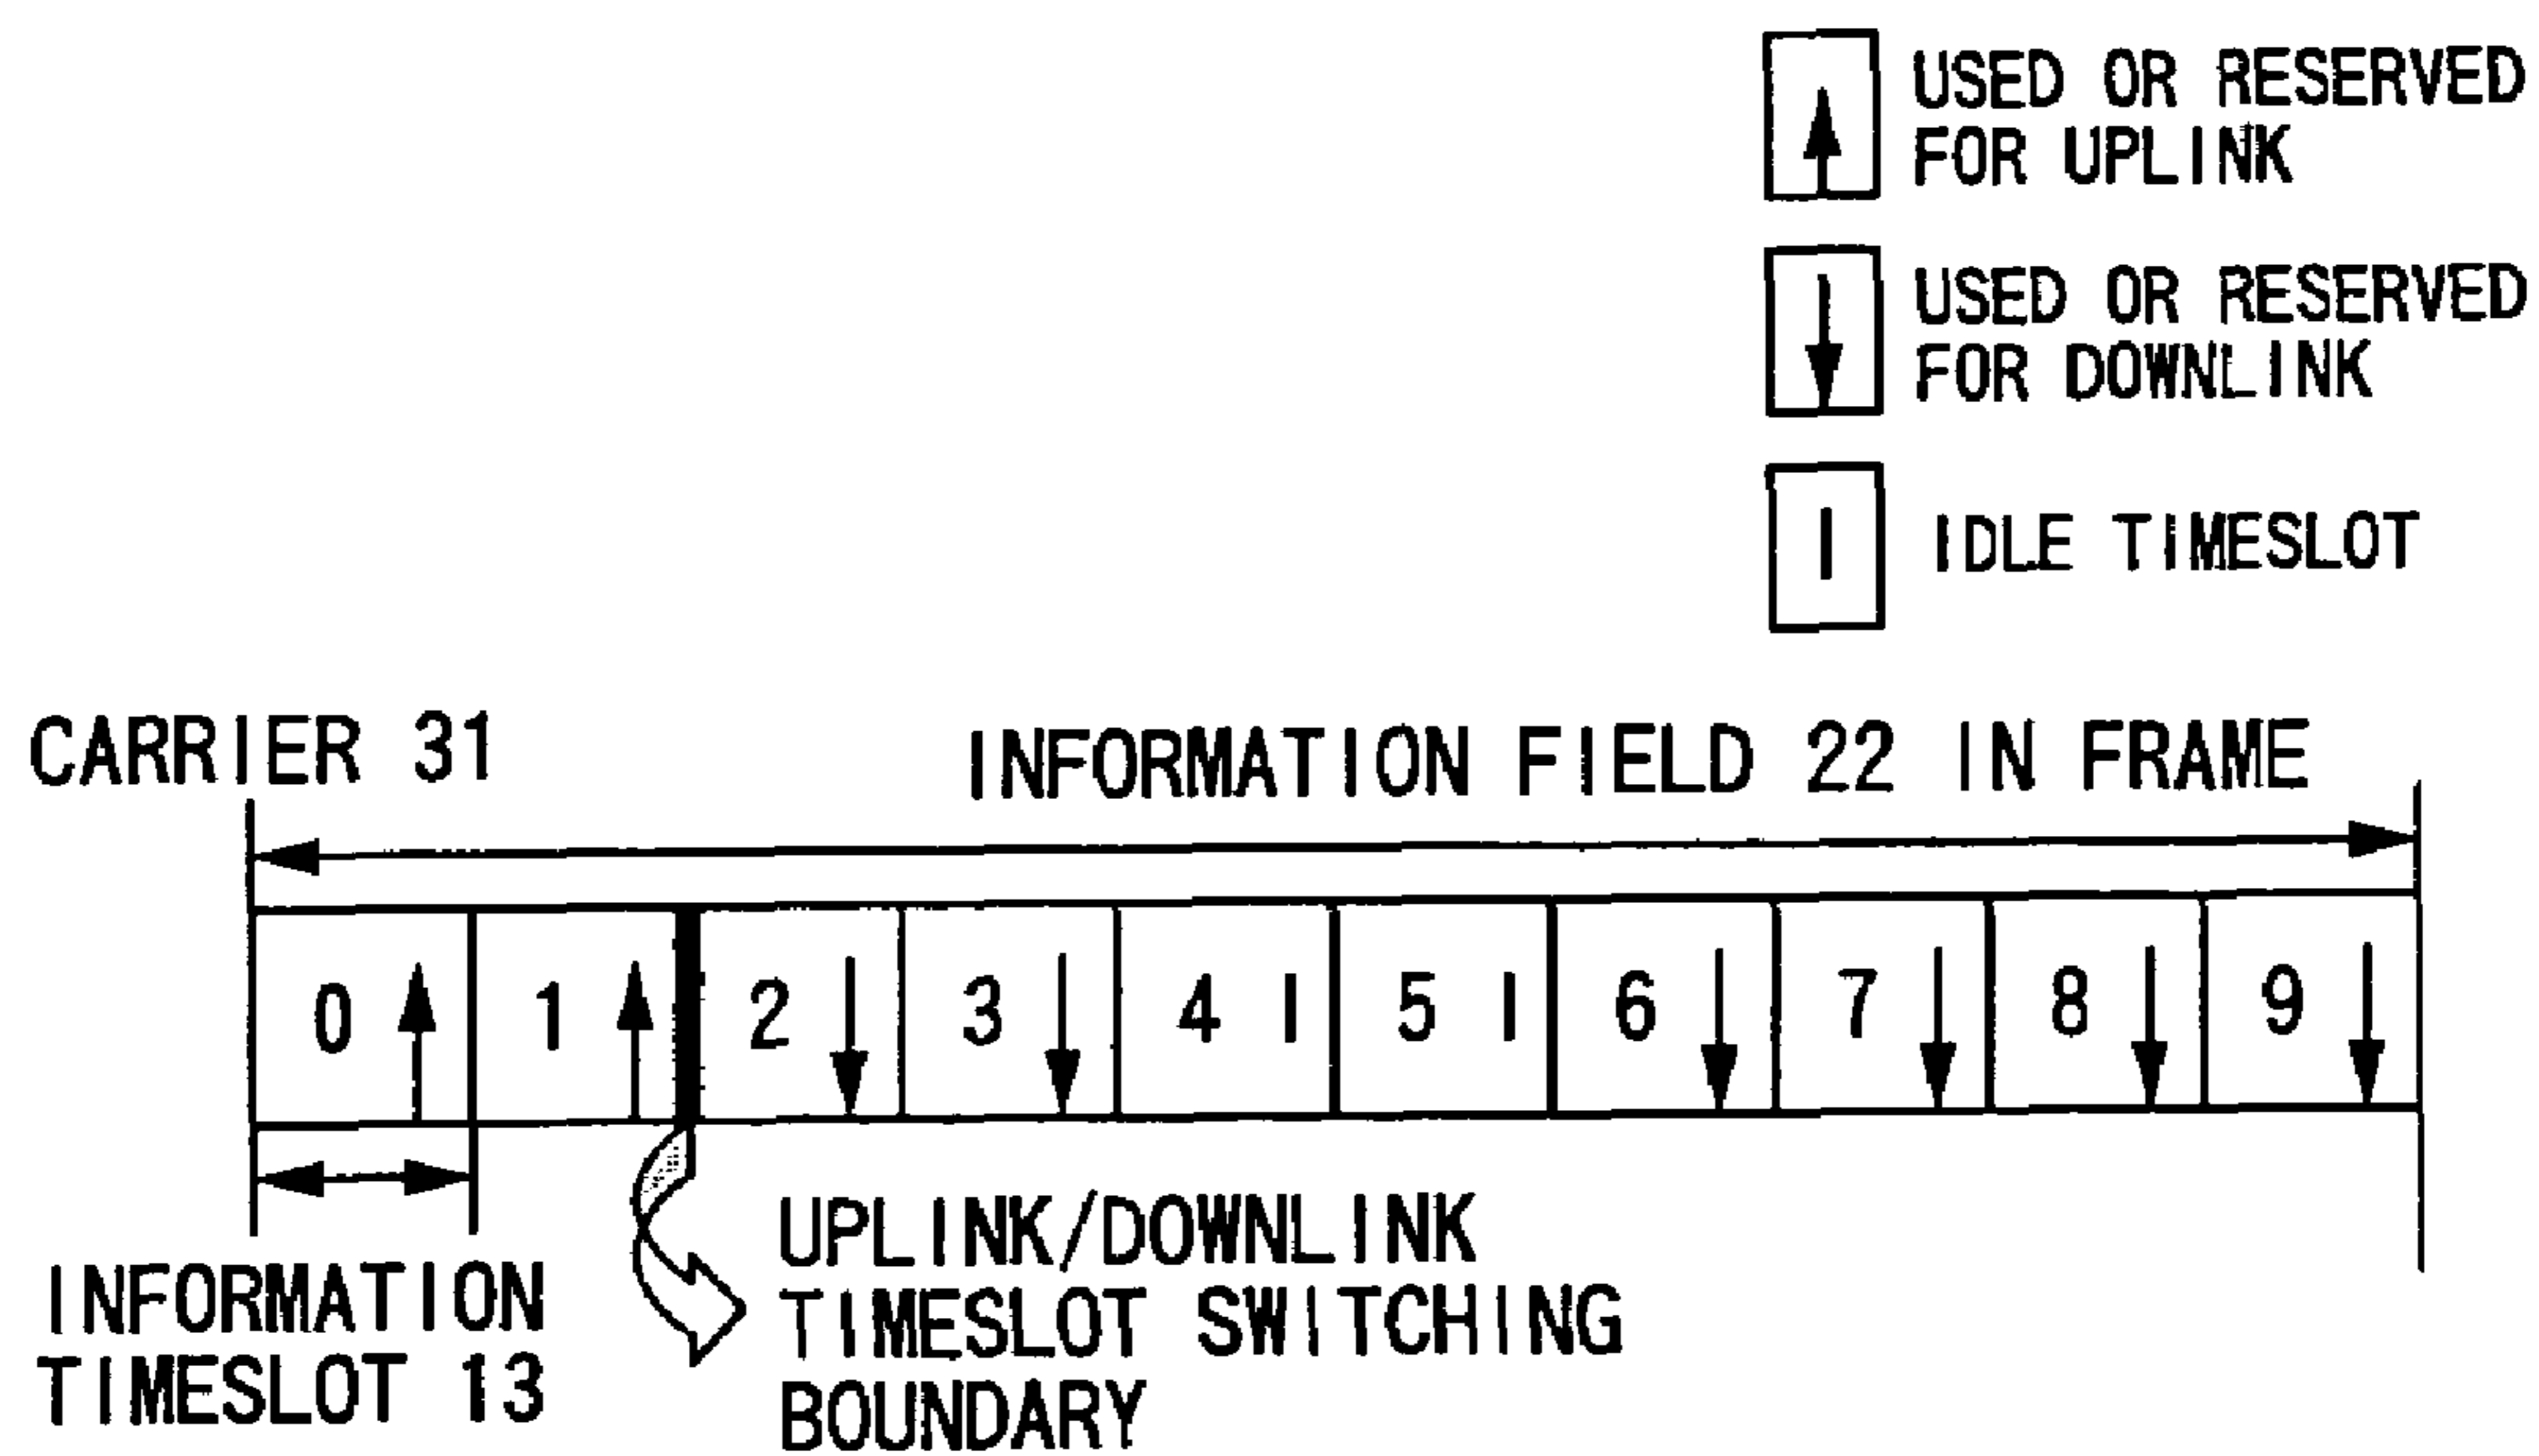 USED OR RESERVED
FOR UPLINK
USED OR RESERVED
FOR DOWNLINK
I IDLE TIMESLOT
CARRIER 31
INFORMATION FIELD 22 IN FRAME
0 1 2 3 4 I 5 I 6 7 8 9
INFORMATION
TIMESLOT 13
UPLINK/DOWNLINK
TIMESLOT SWITCHING
BOUNDARY